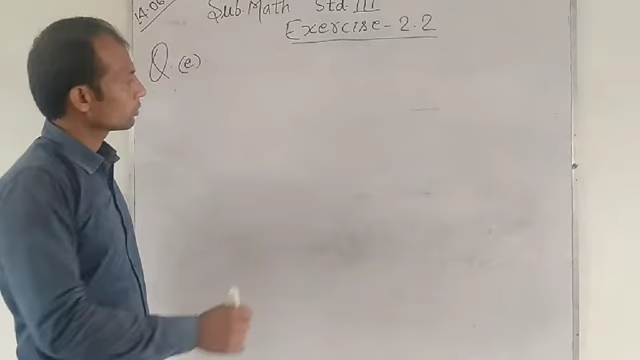 14.06
Sub. Math Std III
Exercise - 2.2
Q. (e)